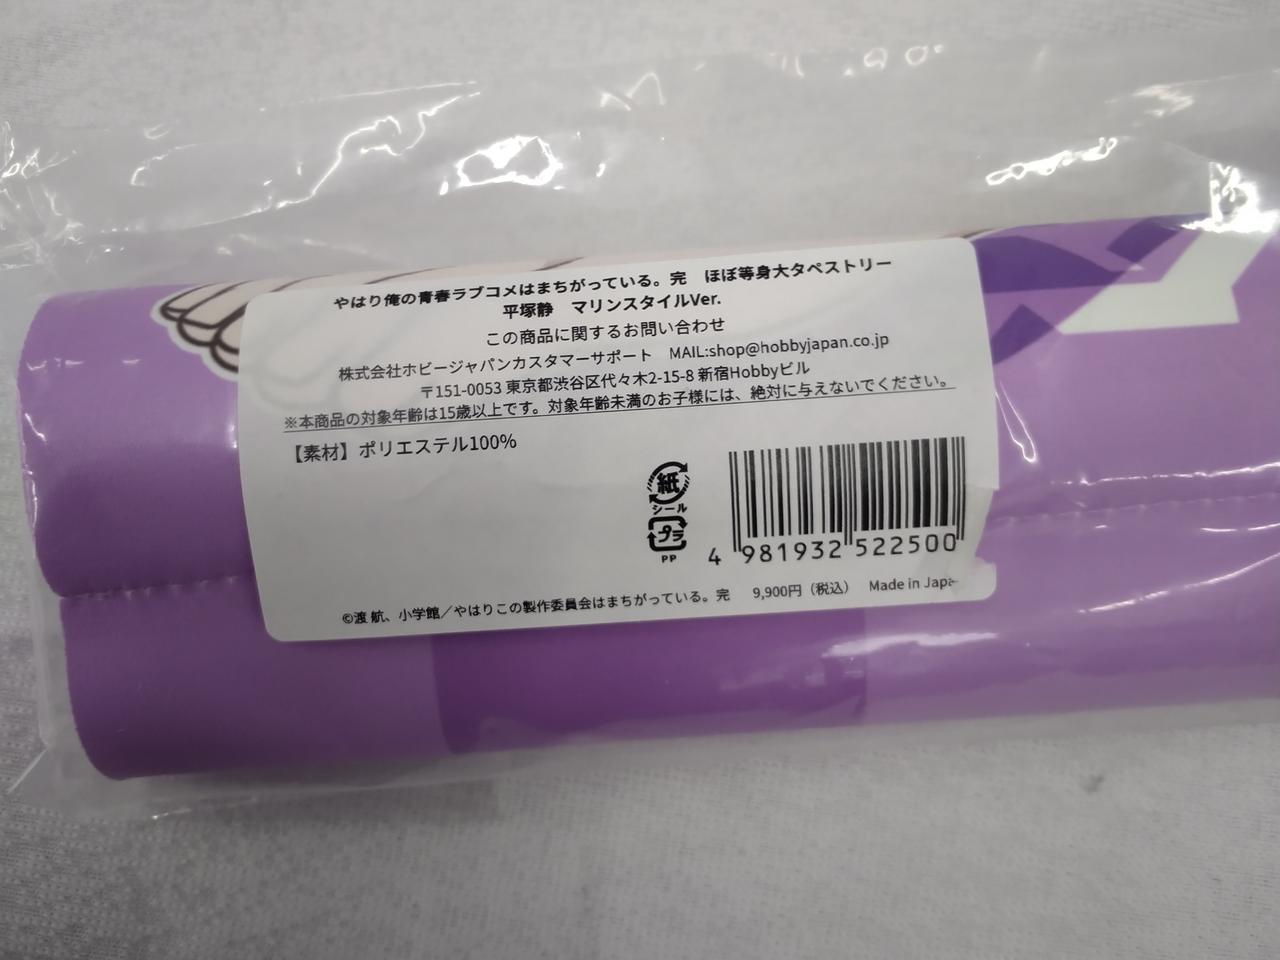 やはり俺の青春ラブコメはまちがっている。完　ほぼ等身大タペストリー
平塚静　マリンスタイルVer.
この商品に関するお問い合わせ
株式会社ホビージャパンカスタマーサポート　MAIL:shop@hobbyjapan.co.jp
〒151-0053 東京都渋谷区代々木2-15-8 新宿Hobbyビル
※本商品の対象年齢は15歳以上です。対象年齢未満のお子様には、絶対に与えないでください。
【素材】ポリエステル100%
紙
シール
プラ
PP
4 981932 522500
©渡 航、小学館／やはりこの製作委員会はまちがっている。完　9,900円（税込）　Made in